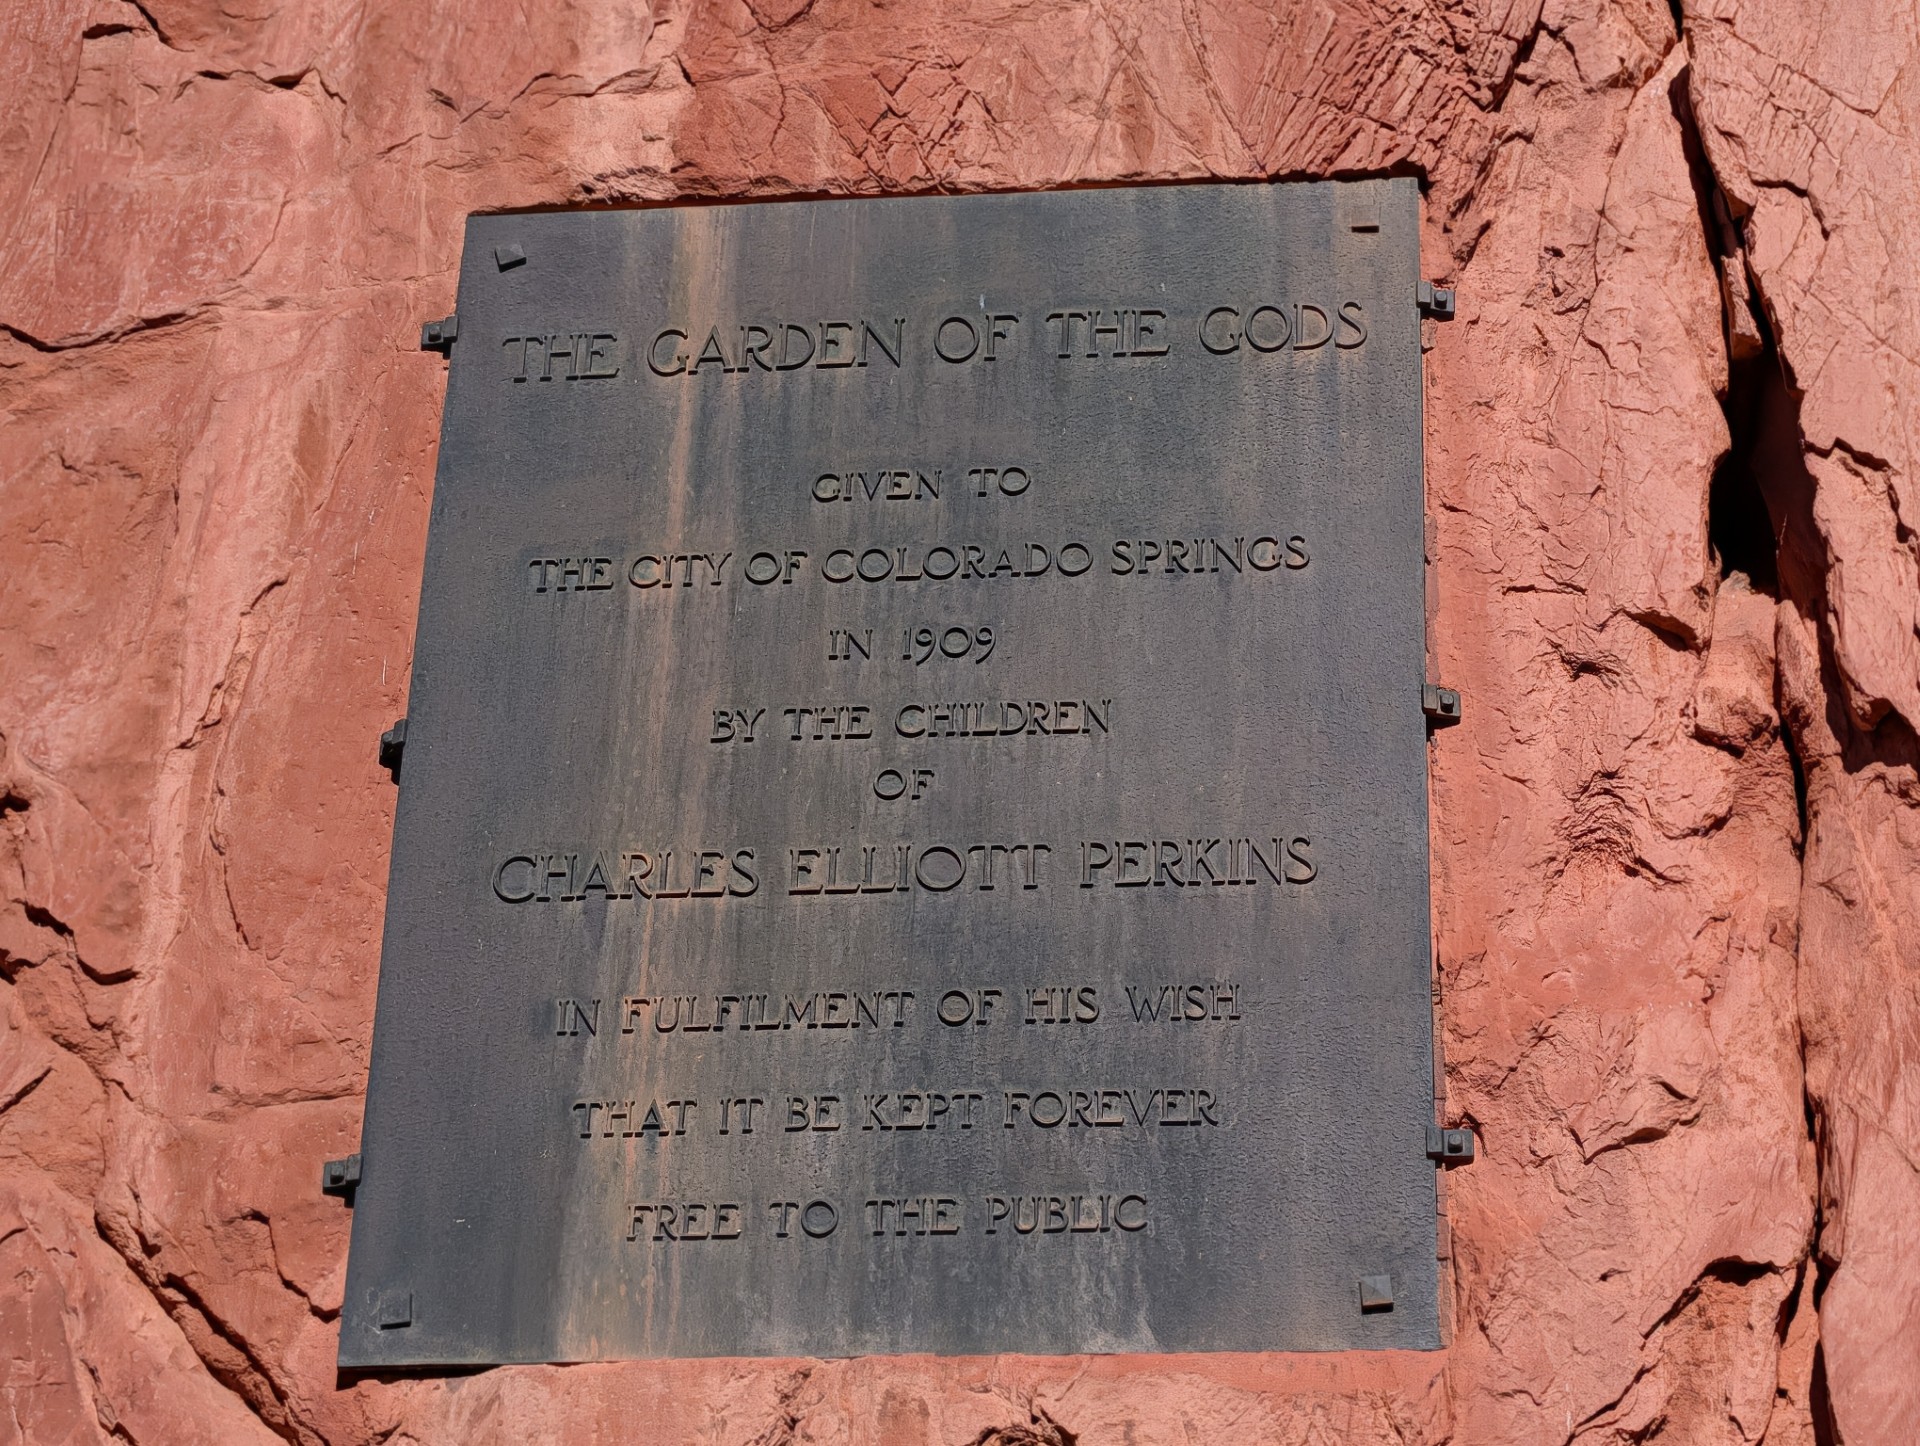 THE GARDEN OF THE GODS
GIVEN TO
THE CITY OF COLORADO SPRINGS
IN 1909
BY THE CHILDREN
OF
CHARLES ELLIOTT PERKINS
IN FULFILMENT OF HIS WISH
THAT IT BE KEPT FOREVER
FREE TO THE PUBLIC